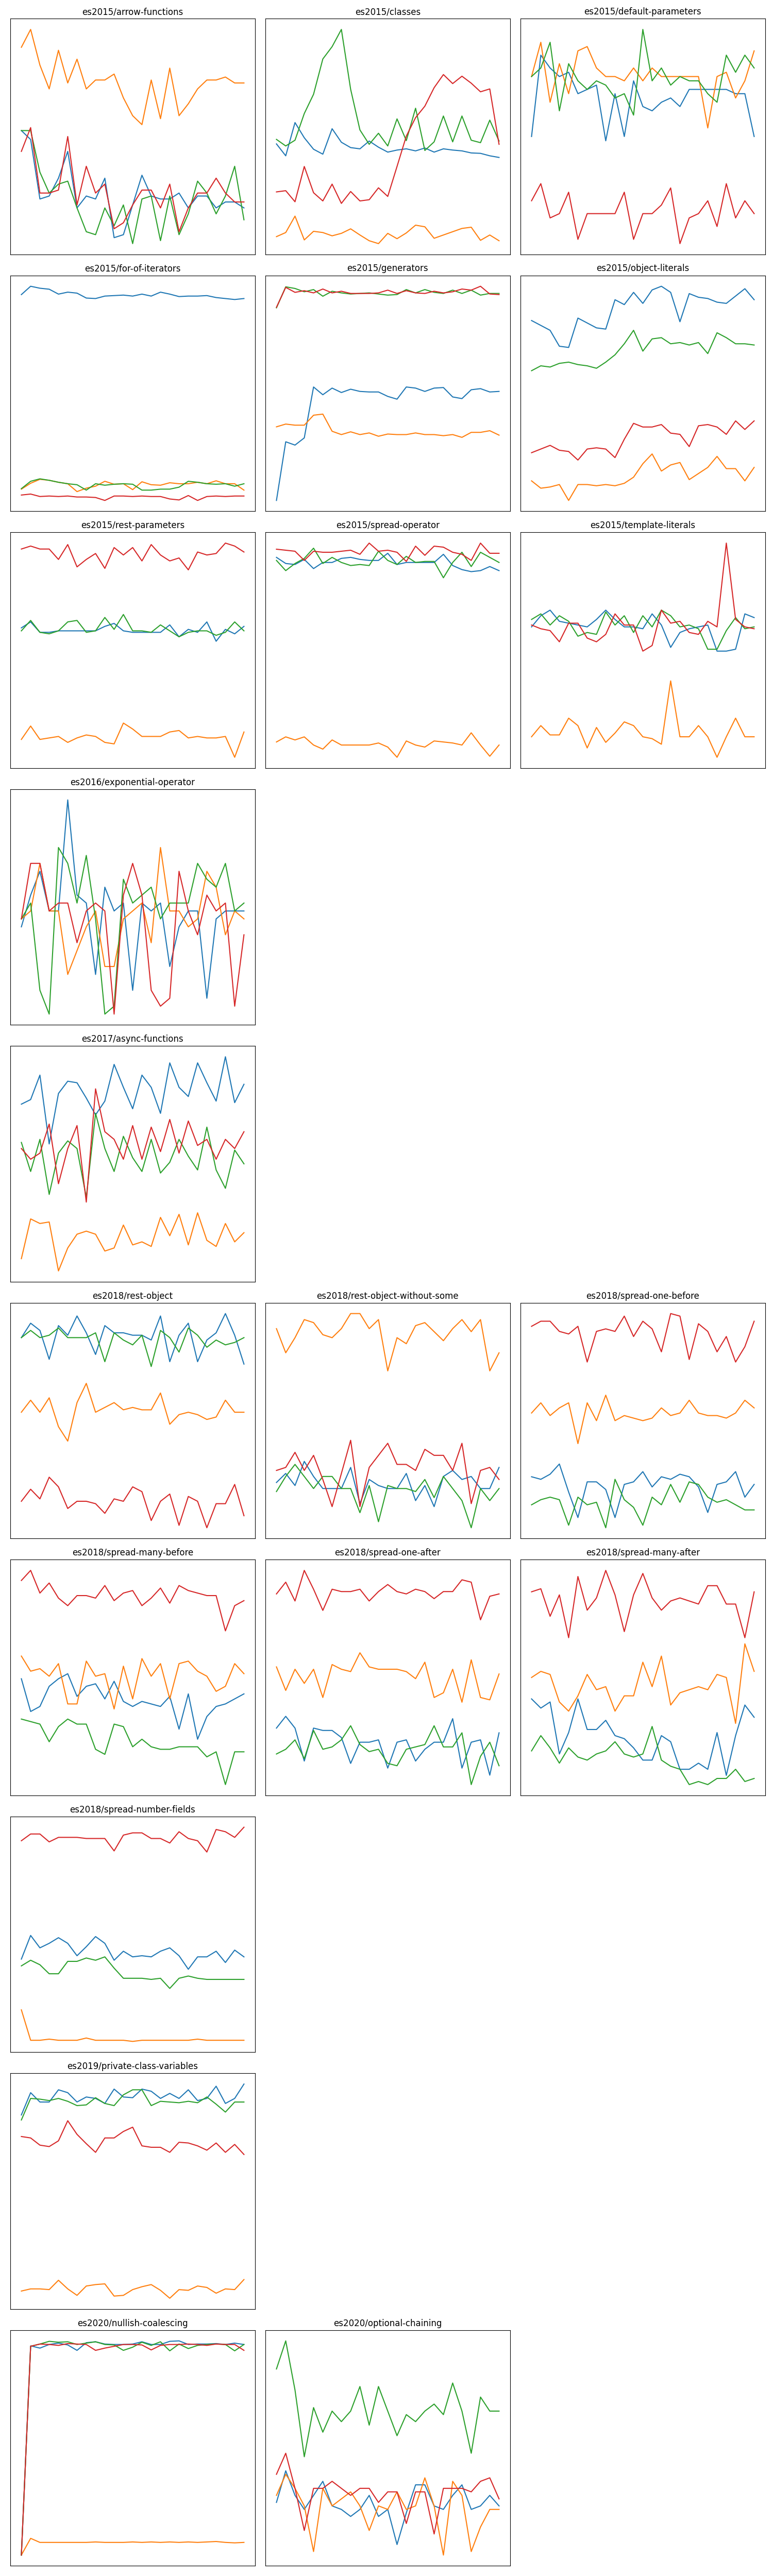 es2015/arrow-functions
es2015/classes
es2015/default-parameters
es2015/for-of-iterators
es2015/generators
es2015/object-literals
es2015/rest-parameters
es2015/spread-operator
es2015/template-literals
es2016/exponential-operator
es2017/async-functions
es2018/rest-object
es2018/rest-object-without-some
es2018/spread-one-before
es2018/spread-many-before
es2018/spread-one-after
es2018/spread-many-after
es2018/spread-number-fields
es2019/private-class-variables
es2020/nullish-coalescing
es2020/optional-chaining